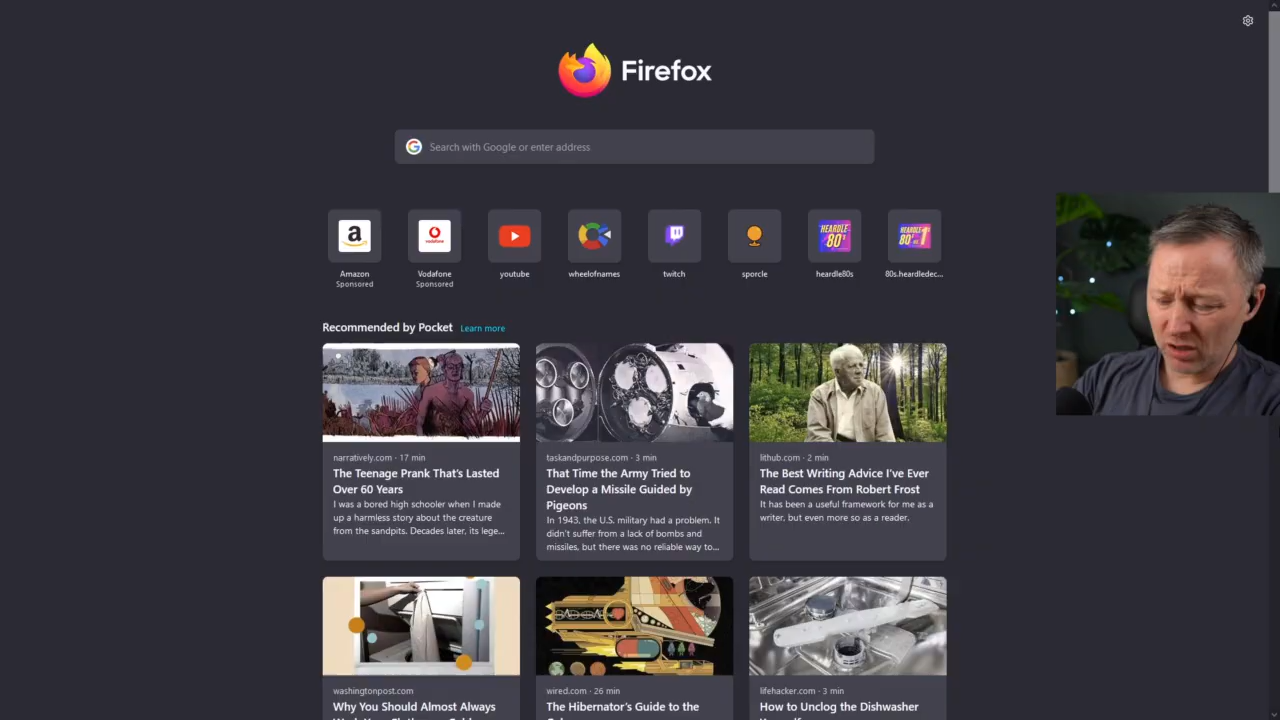 Firefox
Search with Google or enter address
Amazon
Sponsored
Vodafone
Sponsored
youtube
wheelofnames
twitch
sporcle
heardle80s
80s.heardledec...
Recommended by Pocket Learn more
narratively.com · 17 min
The Teenage Prank That's Lasted
Over 60 Years
I was a bored high schooler when I made
up a harmless story about the creature
from the sandpits. Decades later, its lege...
taskandpurpose.com · 3 min
That Time the Army Tried to
Develop a Missile Guided by
Pigeons
In 1943, the U.S. military had a problem. It
didn't suffer from a lack of bombs and
missiles, but there was no reliable way to...
lithub.com · 2 min
The Best Writing Advice I've Ever
Read Comes From Robert Frost
It has been a useful framework for me as a
writer, but even more so as a reader.
washingtonpost.com
Why You Should Almost Always
wired.com · 26 min
The Hibernator's Guide to the
lifehacker.com · 3 min
How to Unclog the Dishwasher